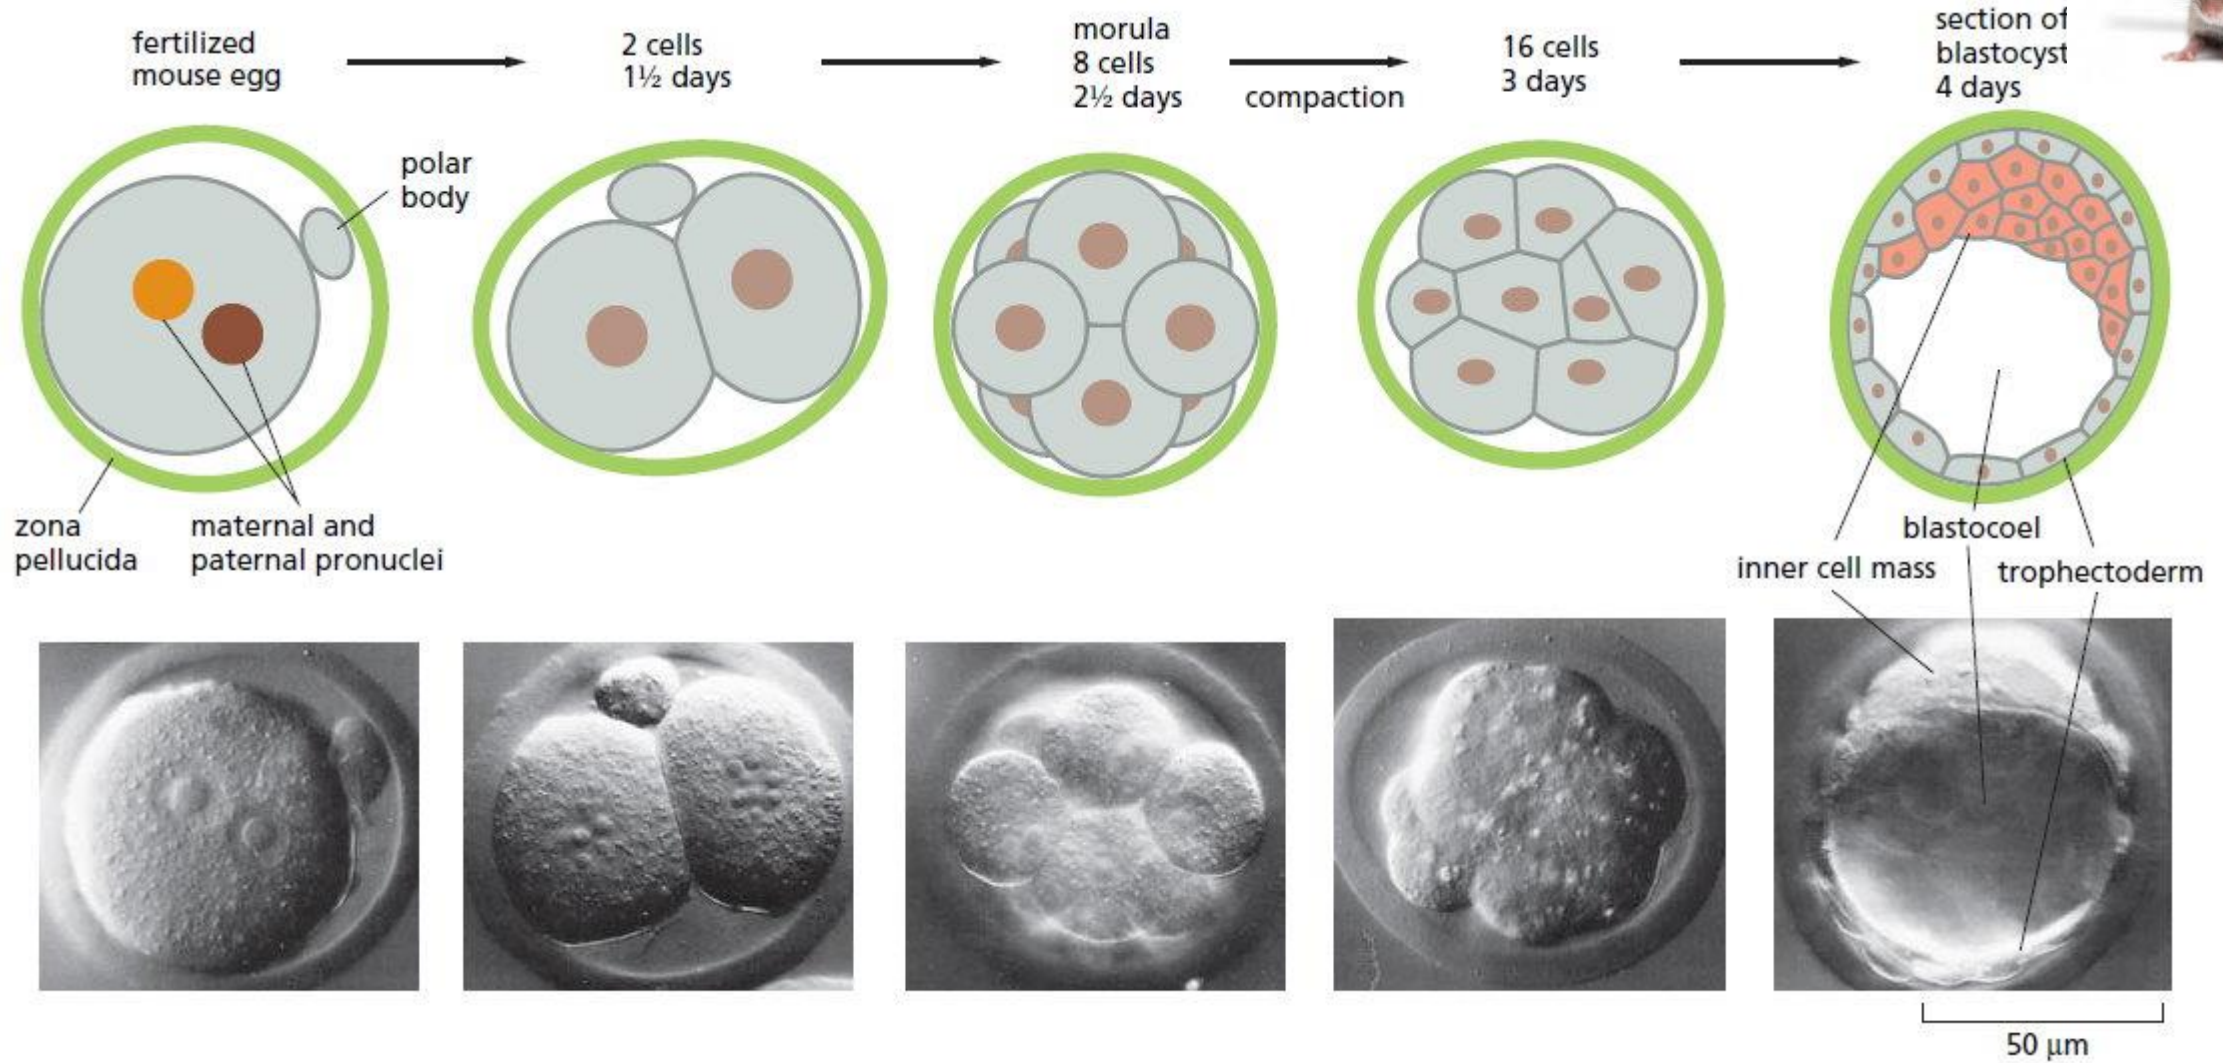 fertilized
mouse egg
2 cells
1½ days
morula
8 cells
2½ days
compaction
16 cells
3 days
section of
blastocyst
4 days
polar
body
zona
pellucida
maternal and
paternal pronuclei
blastocoel
inner cell mass
trophectoderm
50 μm